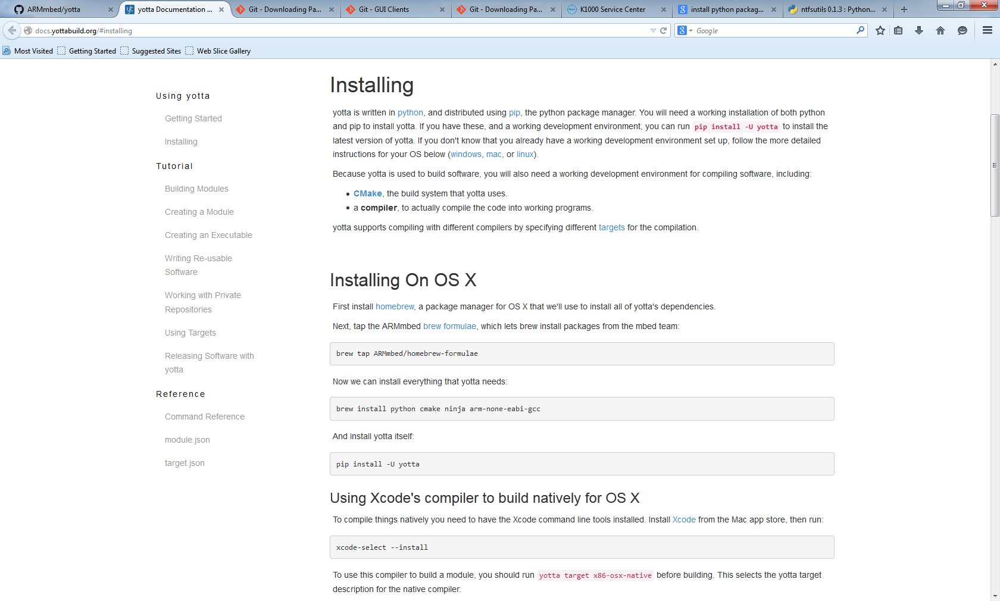 ARMmbed/yotta
yotta Documentation ...
Git - Downloading Pa...
Git - GUI Clients
Git - Downloading Pa...
K1000 Service Center
install python packag...
ntfsutils 0.1.3 : Python...
docs.yottabuild.org/#installing
Google
Most Visited
Getting Started
Suggested Sites
Web Slice Gallery
Using yotta
Getting Started
Installing
Tutorial
Building Modules
Creating a Module
Creating an Executable
Writing Re-usable
Software
Working with Private
Repositories
Using Targets
Releasing Software with
yotta
Reference
Command Reference
module.json
target.json
Installing
yotta is written in python, and distributed using pip, the python package manager. You will need a working installation of both python
and pip to install yotta. If you have these, and a working development environment, you can run pip install -U yotta to install the
latest version of yotta. If you don't know that you already have a working development environment set up, follow the more detailed
instructions for your OS below (windows, mac, or linux).
Because yotta is used to build software, you will also need a working development environment for compiling software, including:
• CMake, the build system that yotta uses.
• a compiler, to actually compile the code into working programs.
yotta supports compiling with different compilers by specifying different targets for the compilation.
Installing On OS X
First install homebrew, a package manager for OS X that we'll use to install all of yotta's dependencies.
Next, tap the ARMmbed brew formulae, which lets brew install packages from the mbed team:
brew tap ARMmbed/homebrew-formulae
Now we can install everything that yotta needs:
brew install python cmake ninja arm-none-eabi-gcc
And install yotta itself:
pip install -U yotta
Using Xcode's compiler to build natively for OS X
To compile things natively you need to have the Xcode command line tools installed. Install Xcode from the Mac app store, then run:
xcode-select --install
To use this compiler to build a module, you should run yotta target x86-osx-native before building. This selects the yotta target
description for the native compiler.